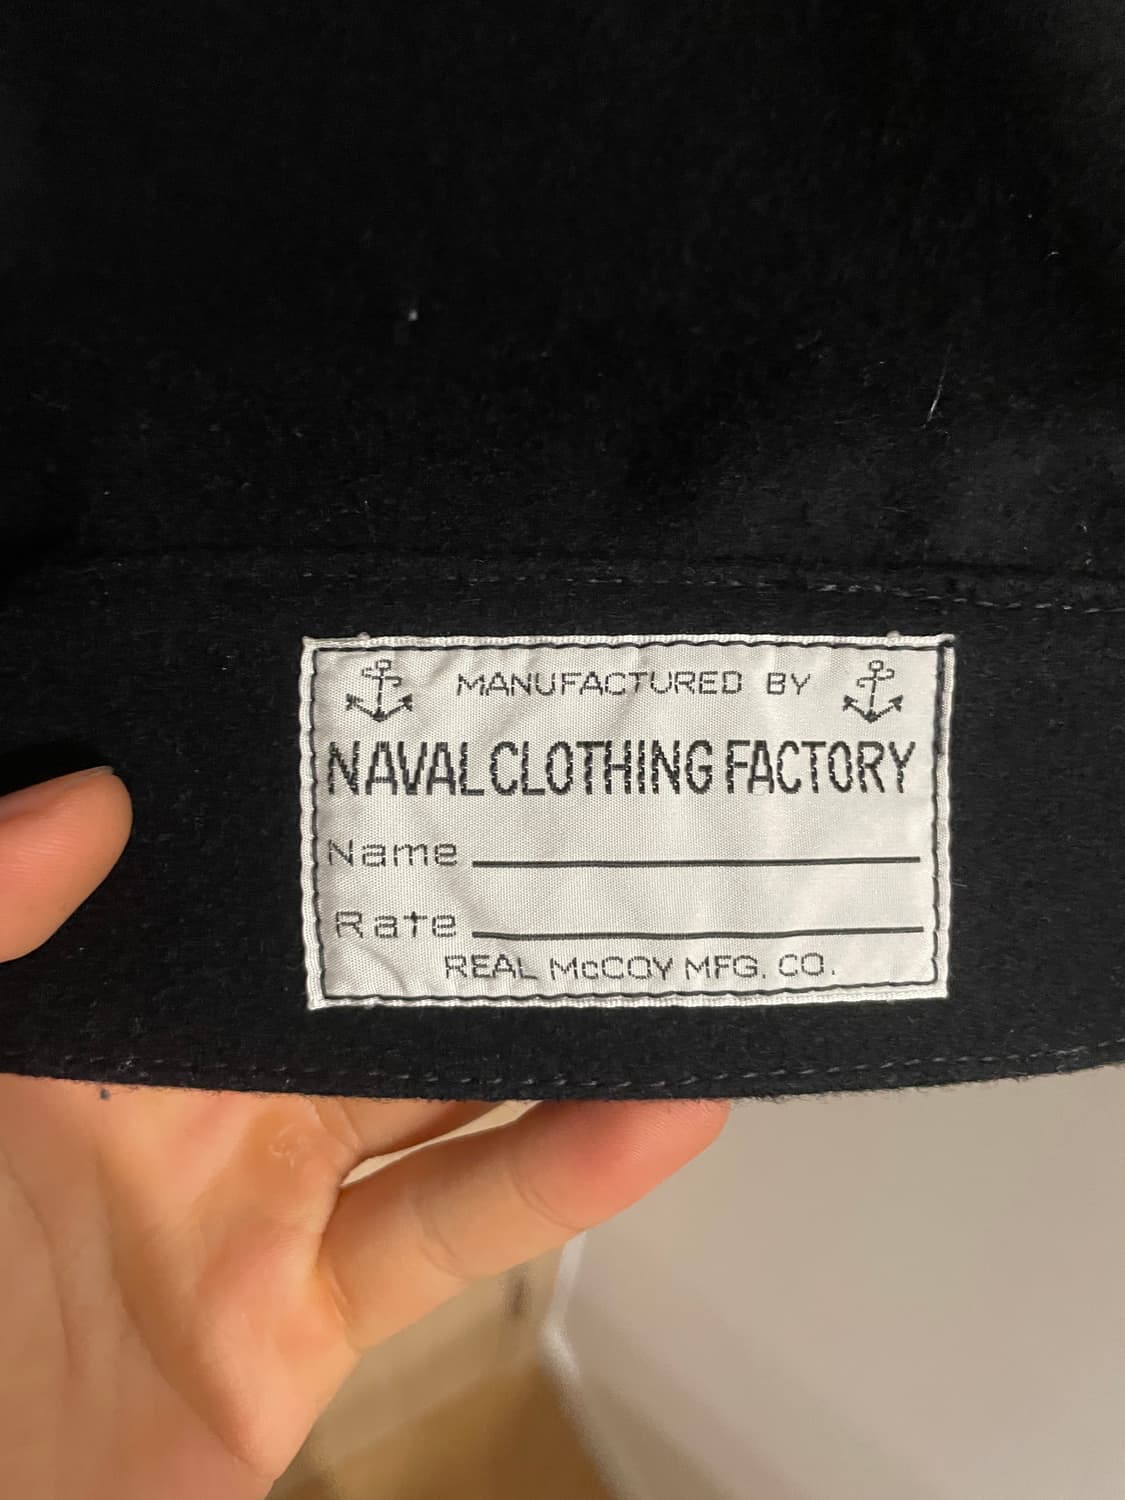 MANUFACTURED BY
NAVAL CLOTHING FACTORY
Name
Rate
REAL McCOY MFG. CO.